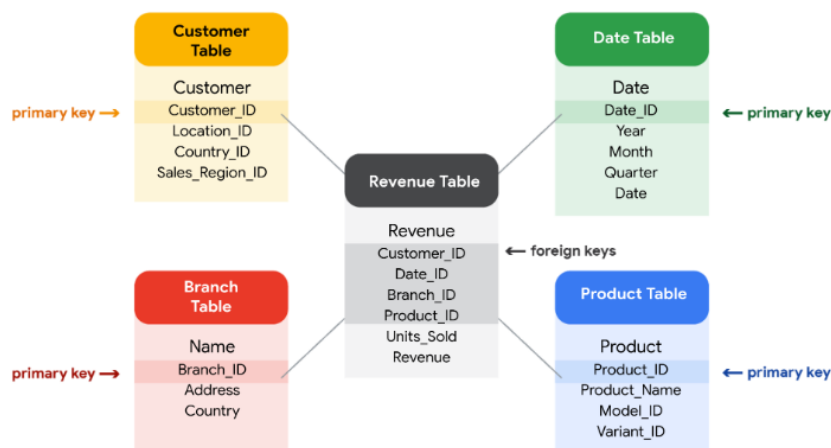 Customer
Table
Customer
primary key →
Customer_ID
Location_ID
Country_ID
Sales_Region_ID
Date Table
Date
Date_ID
← primary key
Year
Month
Quarter
Date
Revenue Table
Revenue
Customer_ID
← foreign keys
Date_ID
Branch_ID
Product_ID
Units_Sold
Revenue
Branch
Table
Name
primary key →
Branch_ID
Address
Country
Product Table
Product
Product_ID
← primary key
Product_Name
Model_ID
Variant_ID